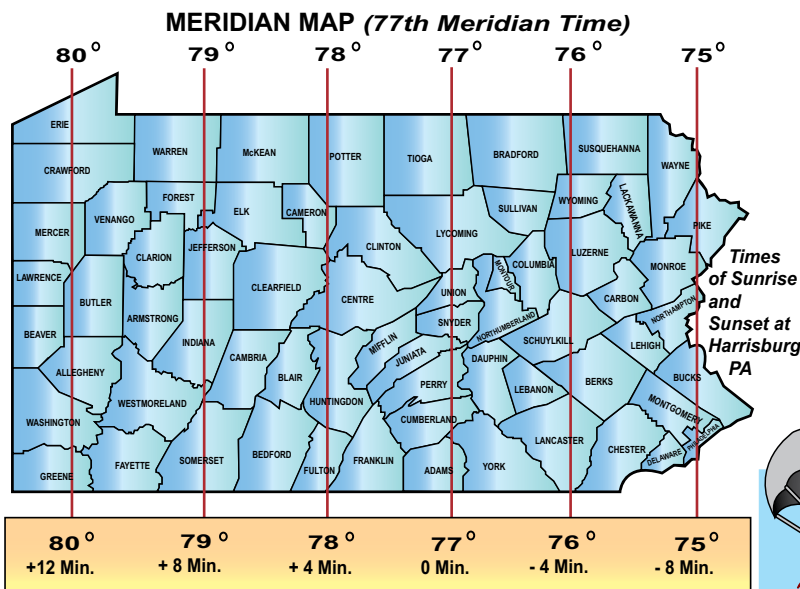 MERIDIAN MAP (77th Meridian Time)
80° 79° 78° 77° 76° 75°
ERIE
CRAWFORD
WARREN
McKEAN
POTTER
TIOGA
BRADFORD
SUSQUEHANNA
WAYNE
MERCER
VENANGO
FOREST
ELK
CAMERON
CLINTON
LYCOMING
SULLIVAN
WYOMING
LACKAWANNA
PIKE
LAWRENCE
BUTLER
CLARION
JEFFERSON
CLEARFIELD
CENTRE
UNION
MONTOUR
COLUMBIA
LUZERNE
MONROE
CARBON
NORTHAMPTON
BEAVER
ARMSTRONG
INDIANA
SNYDER
NORTHUMBERLAND
SCHUYLKILL
LEHIGH
ALLEGHENY
WESTMORELAND
CAMBRIA
BLAIR
HUNTINGDON
MIFFLIN
JUNIATA
PERRY
DAUPHIN
LEBANON
BERKS
BUCKS
MONTGOMERY
PHILADELPHIA
WASHINGTON
GREENE
FAYETTE
SOMERSET
BEDFORD
FULTON
FRANKLIN
CUMBERLAND
ADAMS
YORK
LANCASTER
CHESTER
DELAWARE
Times
of Sunrise
and
Sunset at
Harrisburg
PA
80° 79° 78° 77° 76° 75°
+12 Min. + 8 Min. + 4 Min. 0 Min. - 4 Min. - 8 Min.